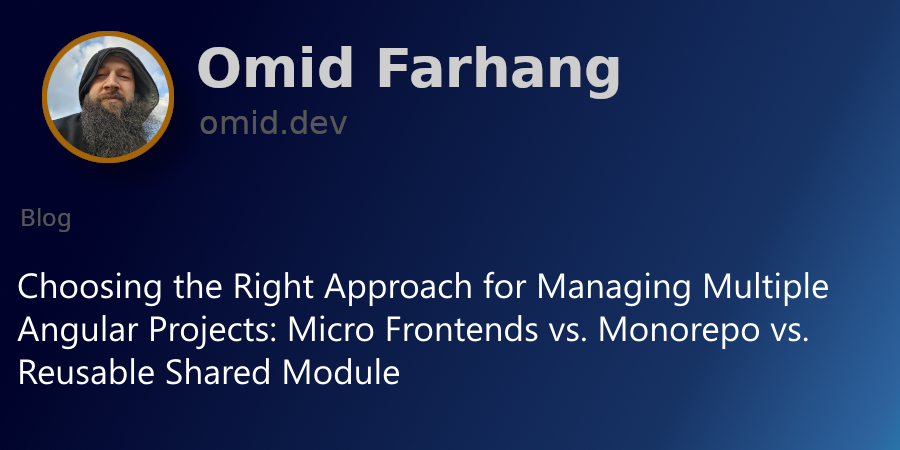 Omid Farhang
omid.dev
Blog
Choosing the Right Approach for Managing Multiple
Angular Projects: Micro Frontends vs. Monorepo vs.
Reusable Shared Module